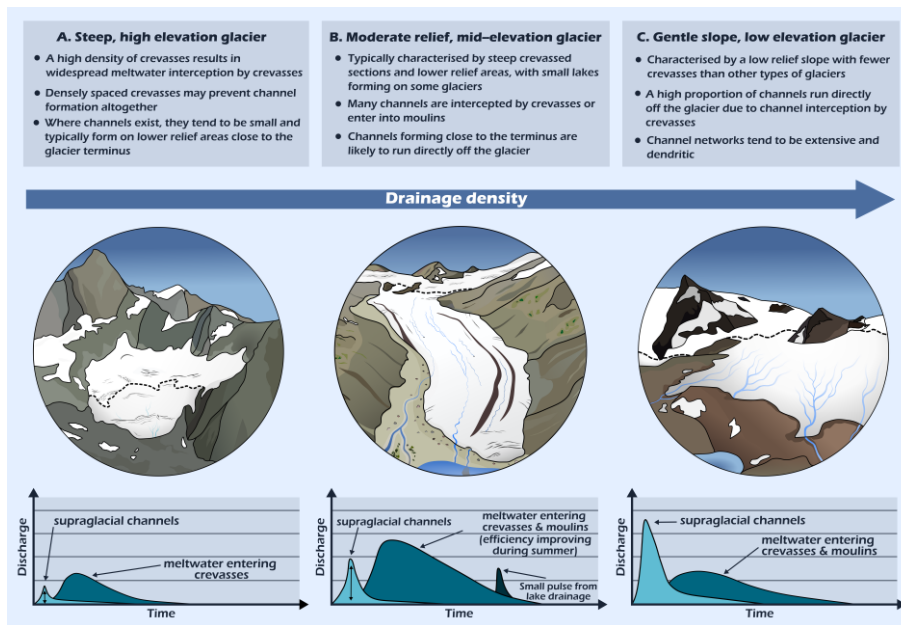 A. Steep, high elevation glacier
• A high density of crevasses results in
widespread meltwater interception by crevasses
• Densely spaced crevasses may prevent channel
formation altogether
• Where channels exist, they tend to be small and
typically form on lower relief areas close to the
glacier terminus
B. Moderate relief, mid–elevation glacier
• Typically characterised by steep crevassed
sections and lower relief areas, with small lakes
forming on some glaciers
• Many channels are intercepted by crevasses or
enter into moulins
• Channels forming close to the terminus are
likely to run directly off the glacier
C. Gentle slope, low elevation glacier
• Characterised by a low relief slope with fewer
crevasses than other types of glaciers
• A high proportion of channels run directly
off the glacier due to channel interception by
crevasses
• Channel networks tend to be extensive and
dendritic
Drainage density
Discharge
supraglacial channels
meltwater entering
crevasses
Time
Discharge
supraglacial channels
meltwater entering
crevasses & moulins
(efficiency improving
during summer)
Small pulse from
lake drainage
Time
Discharge
supraglacial channels
meltwater entering
crevasses & moulins
Time